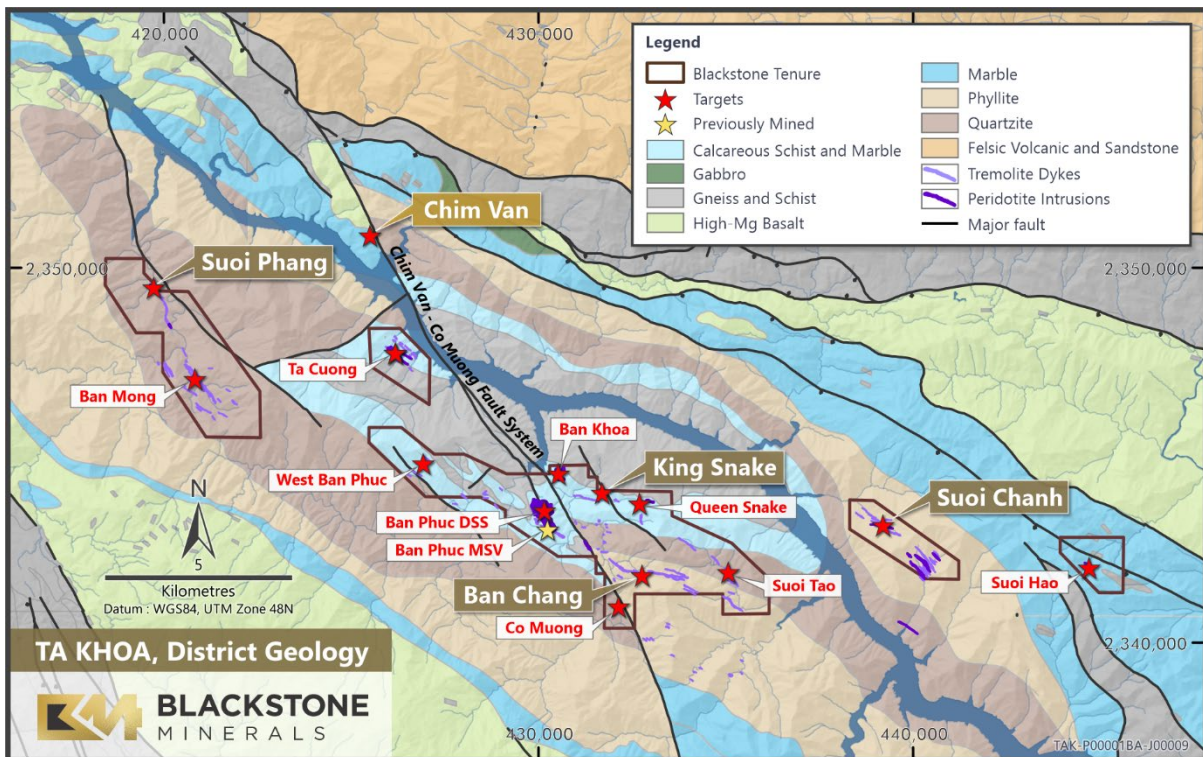 420,000
430,000
Legend
Blackstone Tenure
Targets
Previously Mined
Calcareous Schist and Marble
Gabbro
Gneiss and Schist
High-Mg Basalt
Marble
Phyllite
Quartzite
Felsic Volcanic and Sandstone
Tremolite Dykes
Peridotite Intrusions
Major fault
Chim Van
Suoi Phang
2,350,000
2,350,000
Chim Van - Co Muong Fault System
Ta Cuong
Ban Mong
Ban Khoa
West Ban Phuc
King Snake
Queen Snake
Suoi Chanh
Ban Phuc DSS
Ban Phuc MSV
Suoi Hao
Suoi Tao
Ban Chang
Co Muong
N
5
Kilometres
Datum : WGS84, UTM Zone 48N
2,340,000
TA KHOA, District Geology
BM BLACKSTONE
MINERALS
430,000
440,000
TAK-P00001BA-J00009